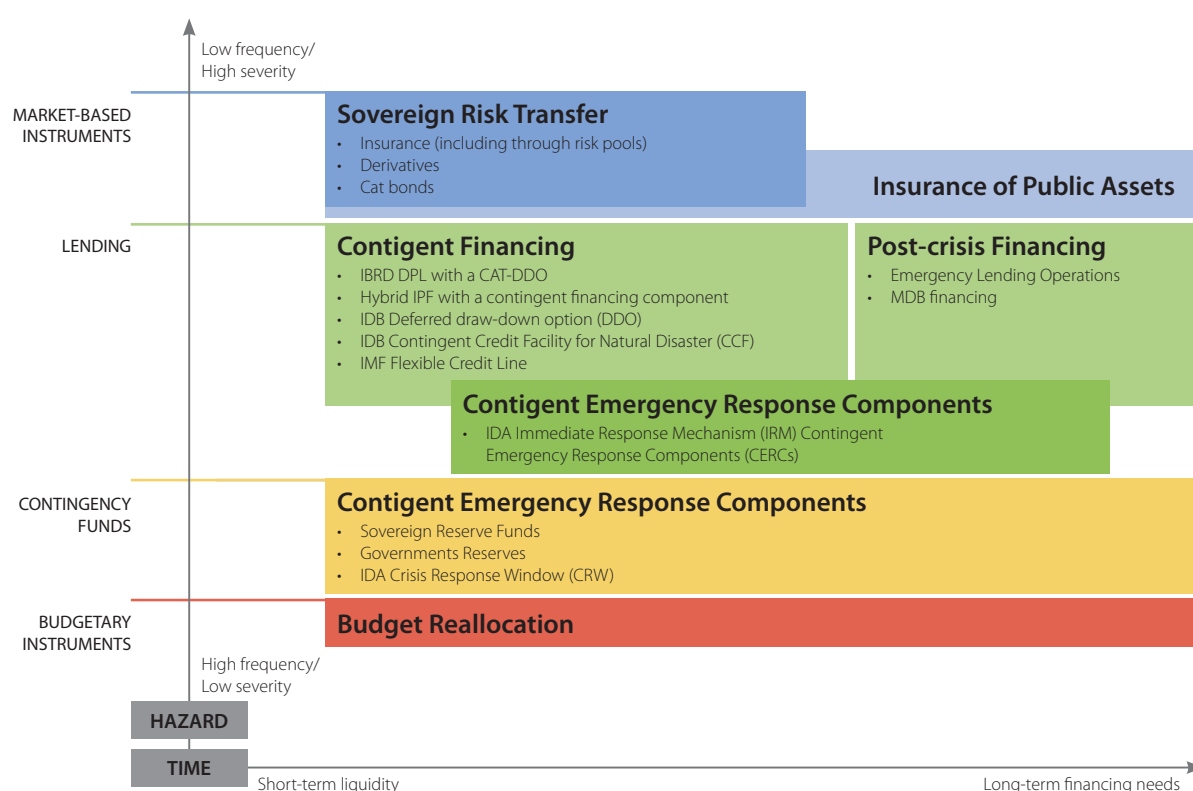 Low frequency/
High severity
MARKET-BASED
INSTRUMENTS
Sovereign Risk Transfer
• Insurance (including through risk pools)
• Derivatives
• Cat bonds
Insurance of Public Assets
LENDING
Contigent Financing
• IBRD DPL with a CAT-DDO
• Hybrid IPF with a contingent financing component
• IDB Deferred draw-down option (DDO)
• IDB Contingent Credit Facility for Natural Disaster (CCF)
• IMF Flexible Credit Line
Post-crisis Financing
• Emergency Lending Operations
• MDB financing
Contigent Emergency Response Components
• IDA Immediate Response Mechanism (IRM) Contingent
Emergency Response Components (CERCs)
CONTINGENCY
FUNDS
Contigent Emergency Response Components
• Sovereign Reserve Funds
• Governments Reserves
• IDA Crisis Response Window (CRW)
BUDGETARY
INSTRUMENTS
Budget Reallocation
High frequency/
Low severity
HAZARD
TIME
Short-term liquidity
Long-term financing needs